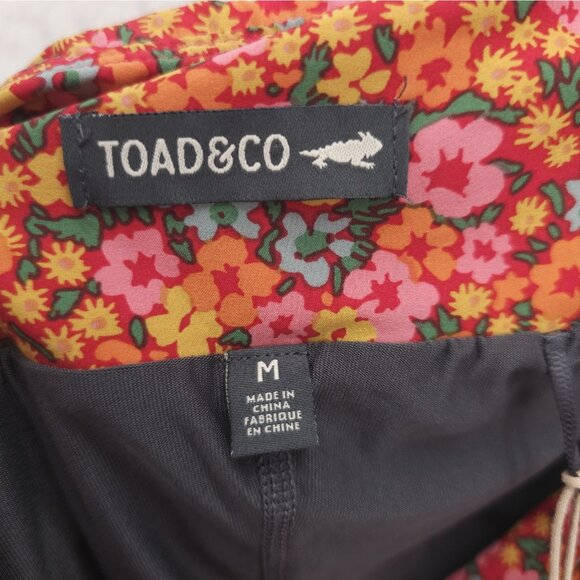 TOAD&CO
M
MADE IN
CHINA
FABRIQUE
EN CHINE